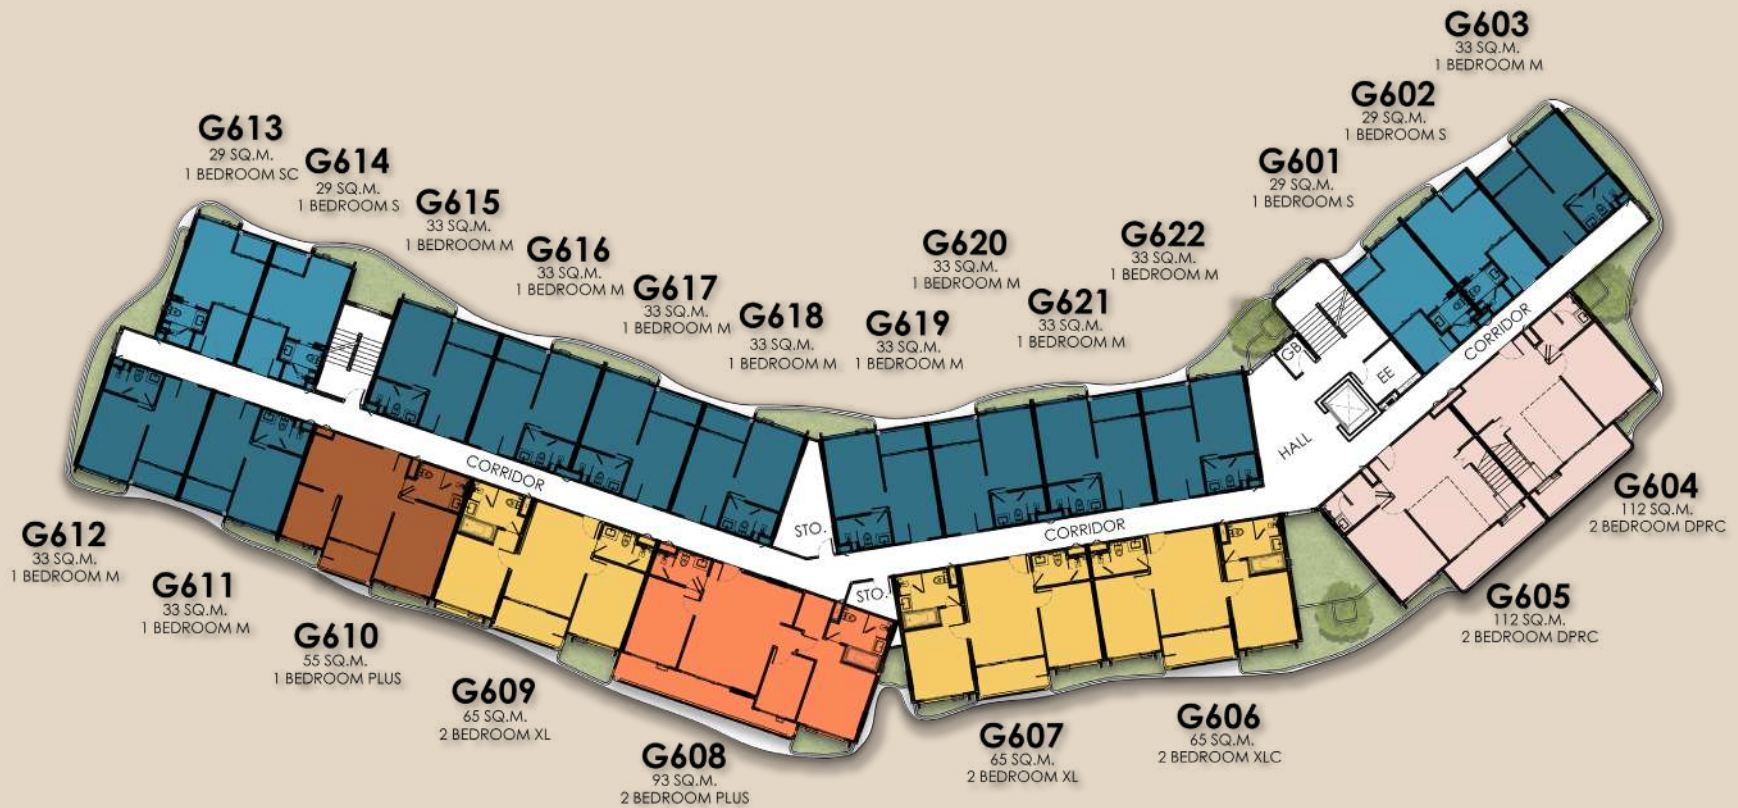 G603
33 SQ.M.
1 BEDROOM M
G602
29 SQ.M.
1 BEDROOM S
G601
29 SQ.M.
1 BEDROOM S
G613
29 SQ.M.
1 BEDROOM SC
G614
29 SQ.M.
1 BEDROOM S
G615
33 SQ.M.
1 BEDROOM M
G616
33 SQ.M.
1 BEDROOM M
G617
33 SQ.M.
1 BEDROOM M
G618
33 SQ.M.
1 BEDROOM M
G619
33 SQ.M.
1 BEDROOM M
G620
33 SQ.M.
1 BEDROOM M
G621
33 SQ.M.
1 BEDROOM M
G622
33 SQ.M.
1 BEDROOM M
GB
EE
CORRIDOR
HALL
CORRIDOR
STO.
CORRIDOR
STO.
G612
33 SQ.M.
1 BEDROOM M
G611
33 SQ.M.
1 BEDROOM M
G610
55 SQ.M.
1 BEDROOM PLUS
G609
65 SQ.M.
2 BEDROOM XL
G608
93 SQ.M.
2 BEDROOM PLUS
G607
65 SQ.M.
2 BEDROOM XL
G606
65 SQ.M.
2 BEDROOM XLC
G605
112 SQ.M.
2 BEDROOM DPRC
G604
112 SQ.M.
2 BEDROOM DPRC